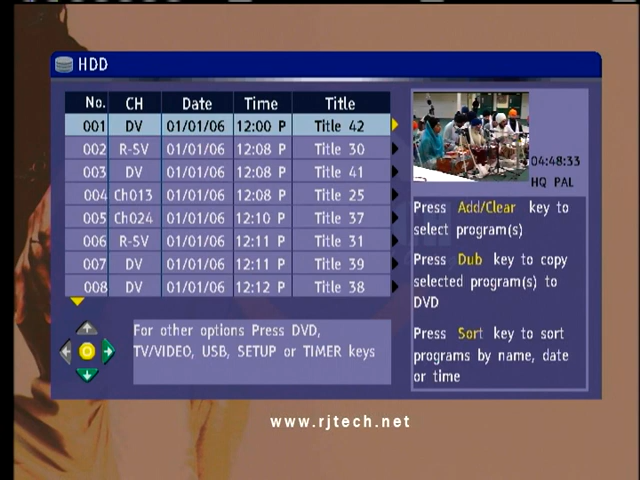 HDD
No. CH Date Time Title
001 DV 01/01/06 12:00 P Title 42
002 R-SV 01/01/06 12:08 P Title 30
003 DV 01/01/06 12:08 P Title 41
004 Ch013 01/01/06 12:08 P Title 25
005 Ch024 01/01/06 12:10 P Title 37
006 R-SV 01/01/06 12:11 P Title 31
007 DV 01/01/06 12:11 P Title 39
008 DV 01/01/06 12:12 P Title 38
04:48:33
HQ PAL
Press Add/Clear key to
select program(s)
Press Dub key to copy
selected program(s) to
DVD
Press Sort key to sort
programs by name, date
or time
For other options Press DVD,
TV/VIDEO, USB, SETUP or TIMER keys
www.rjtech.net